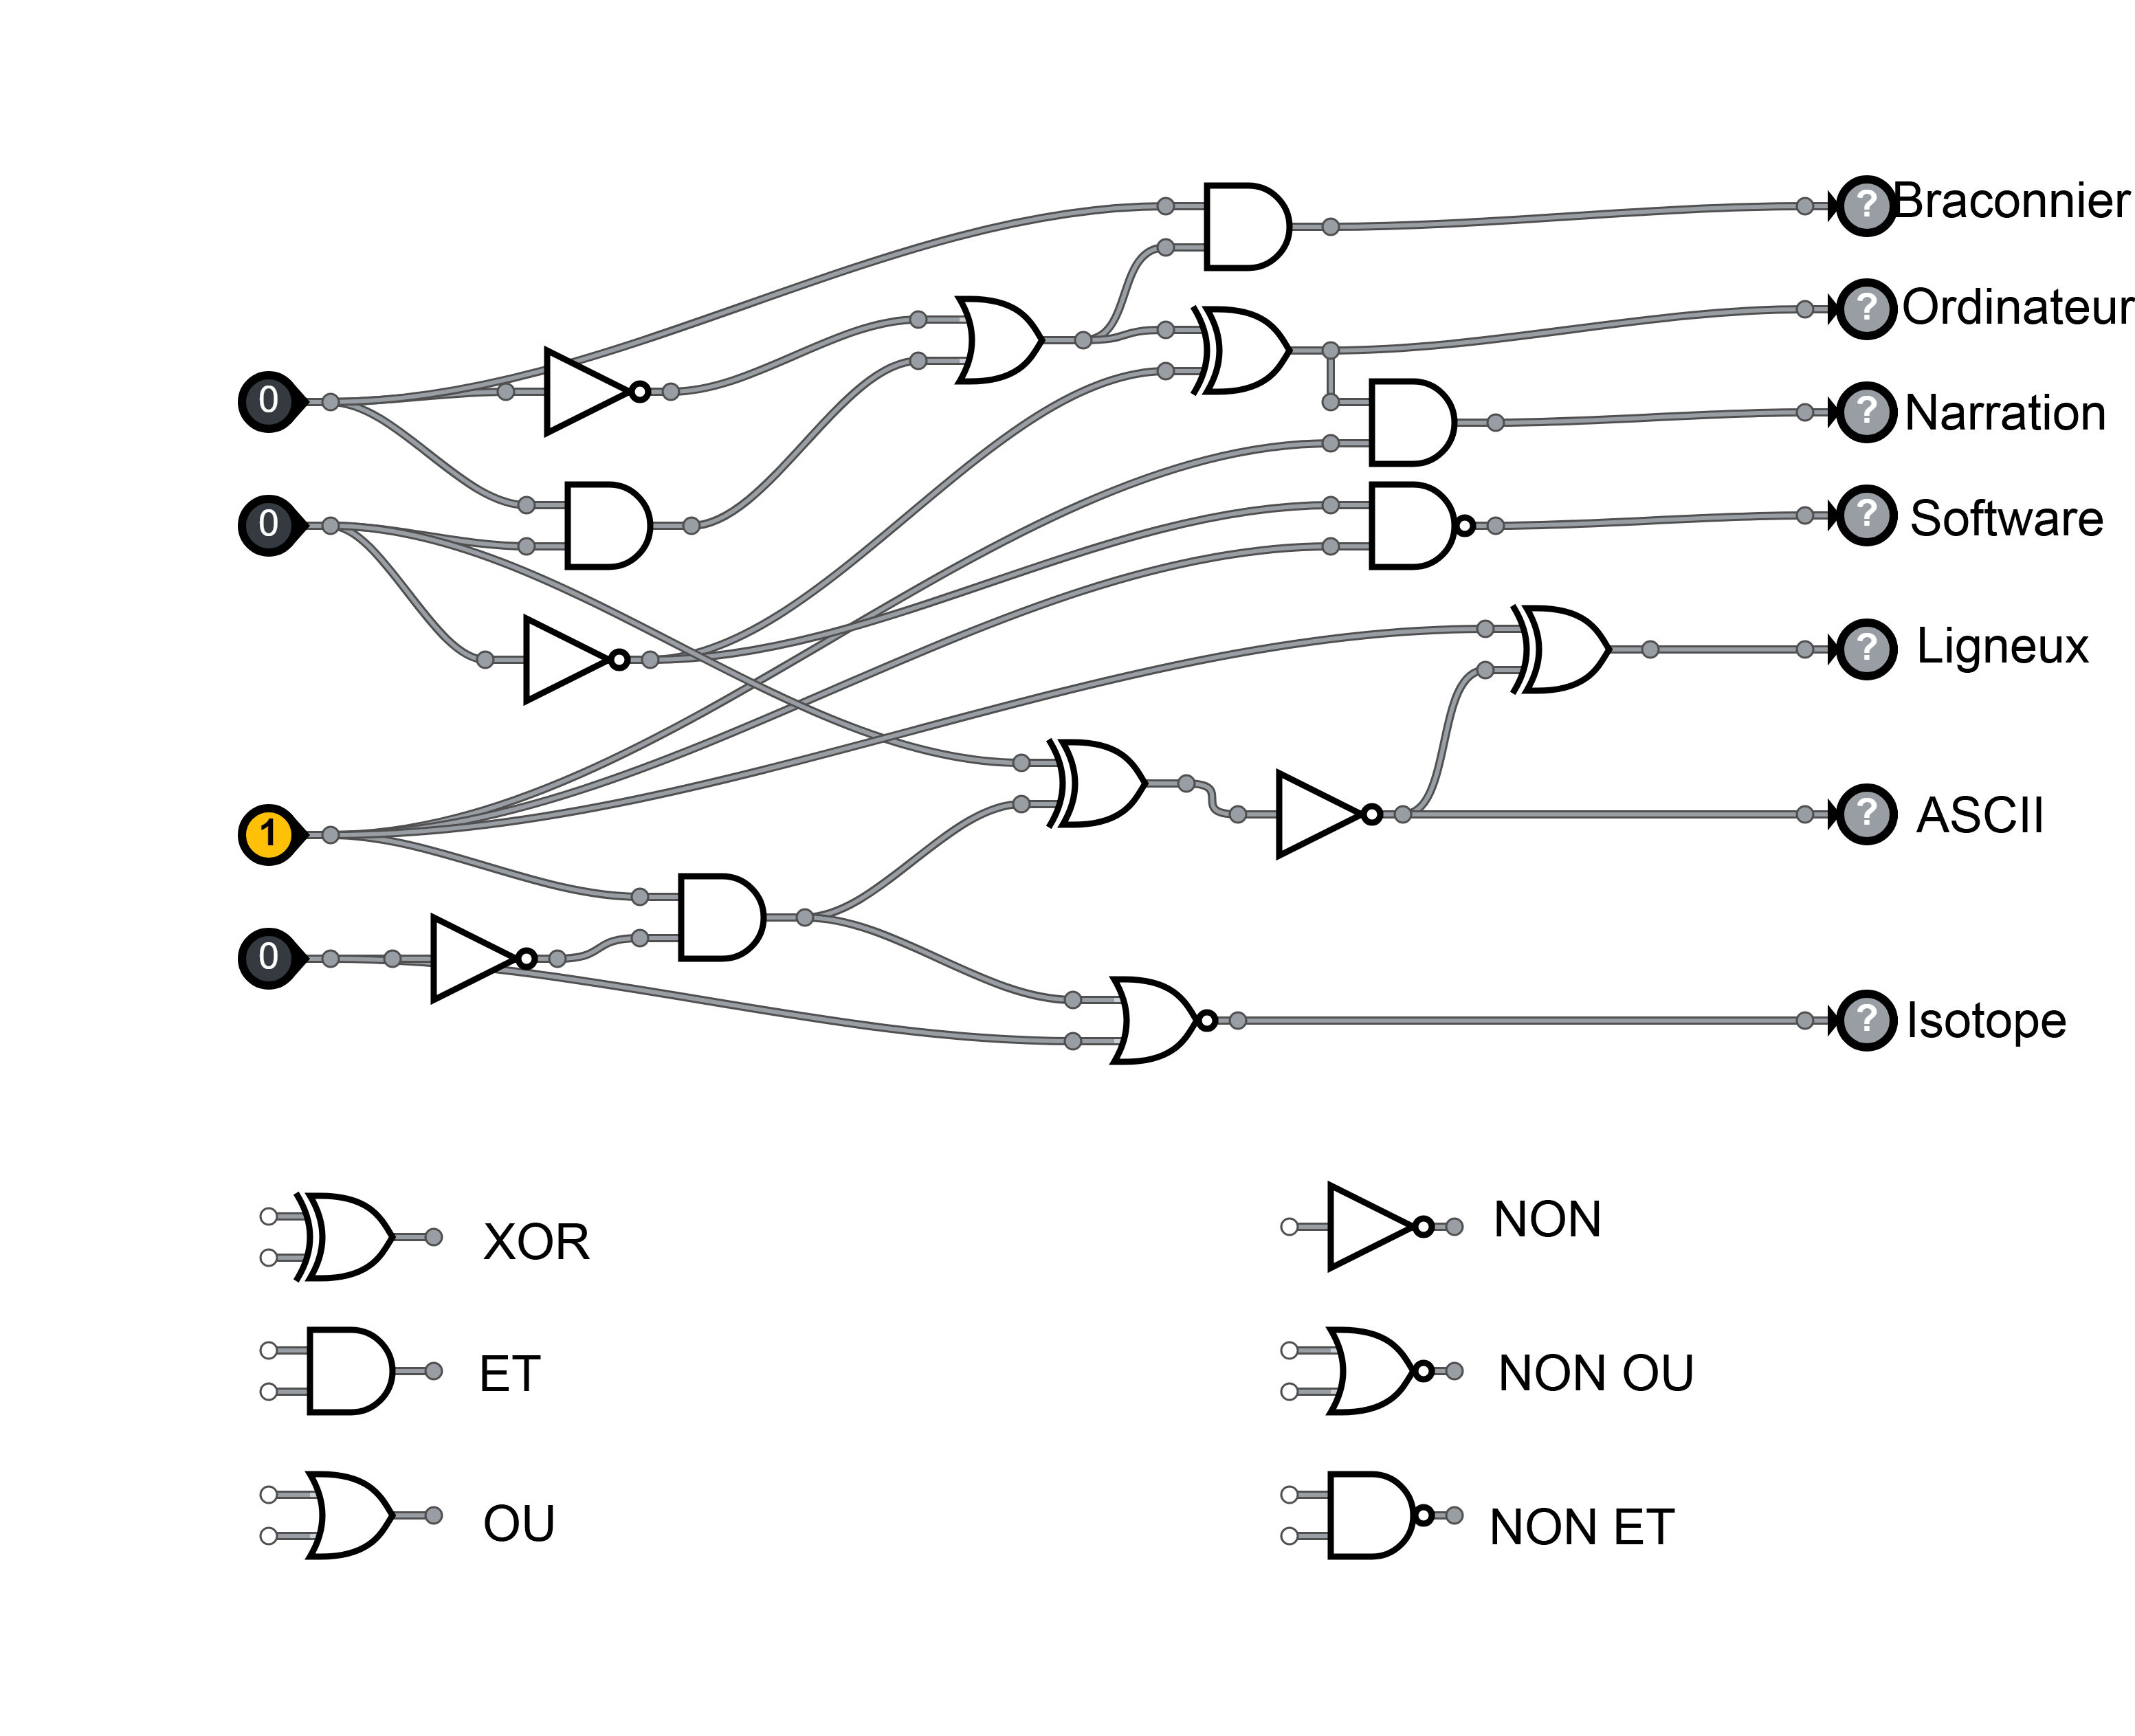 Braconnier
Ordinateur
0
Narration
0
Software
Ligneux
1
ASCII
0
Isotope
?
?
?
?
?
?
?
XOR
NON
ET
NON OU
OU
NON ET